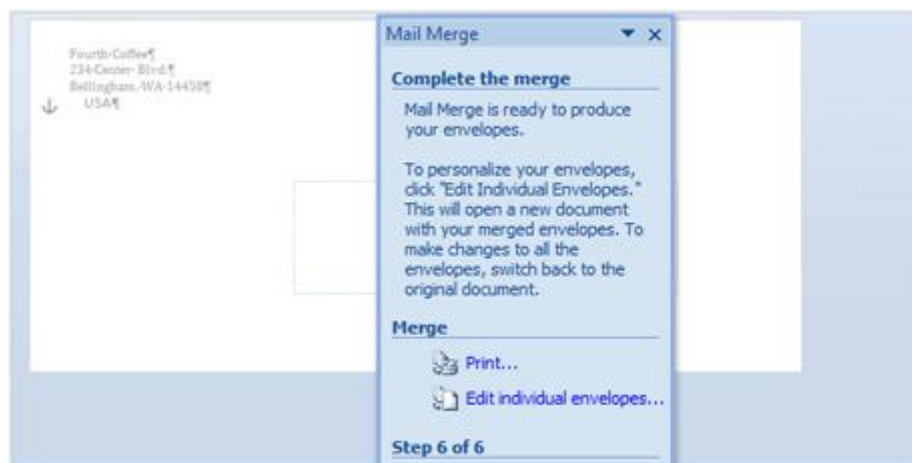 Fourth·Coffee¶
234·Center·Blvd.¶
Bellingham,·WA·14458¶
USA¶
Mail Merge
Complete the merge
Mail Merge is ready to produce
your envelopes.
To personalize your envelopes,
click "Edit Individual Envelopes."
This will open a new document
with your merged envelopes. To
make changes to all the
envelopes, switch back to the
original document.
Merge
Print...
Edit individual envelopes...
Step 6 of 6